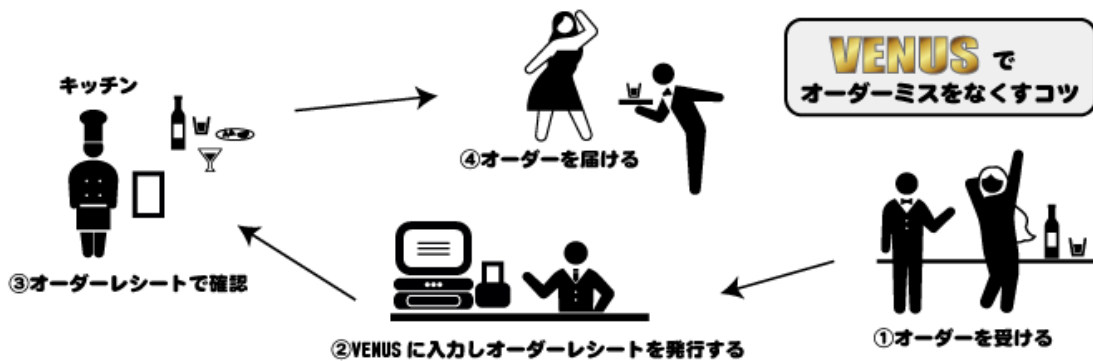 VENUS で
オーダーミスをなくすコツ
キッチン
④オーダーを届ける
③オーダーレシートで確認
②VENUS に入力しオーダーレシートを発行する
①オーダーを受ける